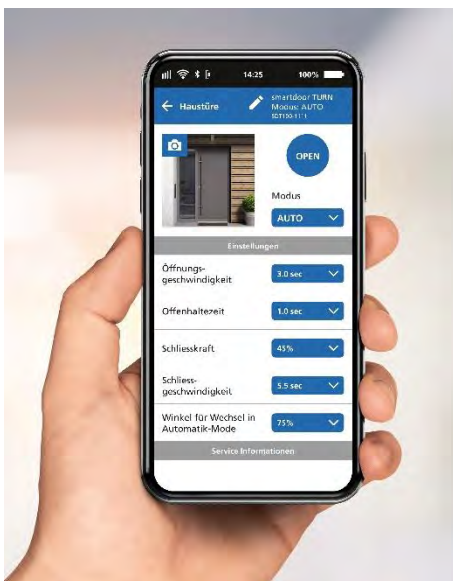 14:25
100%
Haustüre
smartdoor TURN
Modus: AUTO
OPEN
Modus
AUTO
Einstellungen
Öffnungs-
geschwindigkeit
3.0 sec
Offenhaltezeit
1.0 sec
Schliesskraft
45%
Schliess-
geschwindigkeit
5.5 sec
Winkel für Wechsel in
Automatik-Mode
75%
Service Informationen